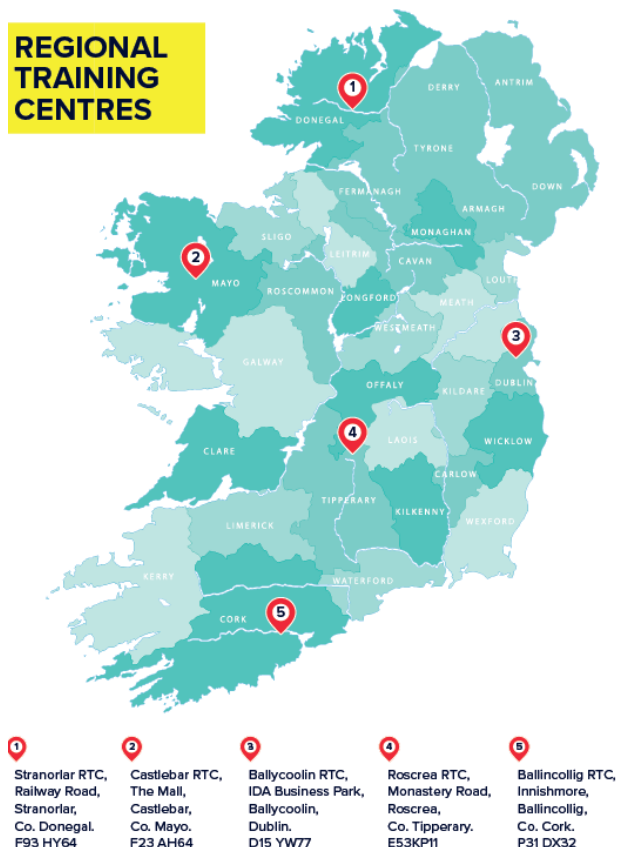 REGIONAL
TRAINING
CENTRES
1
DERRY
ANTRIM
DONEGAL
TYRONE
DOWN
FERMANAGH
ARMAGH
MONAGHAN
SLIGO
LEITRIM
CAVAN
2
MAYO
ROSCOMMON
LONGFORD
LOUTH
MEATH
WESTMEATH
3
GALWAY
OFFALY
KILDARE
DUBLIN
4
LAOIS
WICKLOW
CLARE
CARLOW
TIPPERARY
KILKENNY
LIMERICK
WEXFORD
KERRY
WATERFORD
5
CORK
1
Stranorlar RTC,
Railway Road,
Stranorlar,
Co. Donegal.
F93 HY64
2
Castlebar RTC,
The Mall,
Castlebar,
Co. Mayo.
F23 AH64
3
Ballycoolin RTC,
IDA Business Park,
Ballycoolin,
Dublin.
D15 YW77
4
Roscrea RTC,
Monastery Road,
Roscrea,
Co. Tipperary.
E53KP11
5
Ballincollig RTC,
Innishmore,
Ballincollig,
Co. Cork.
P31 DX32